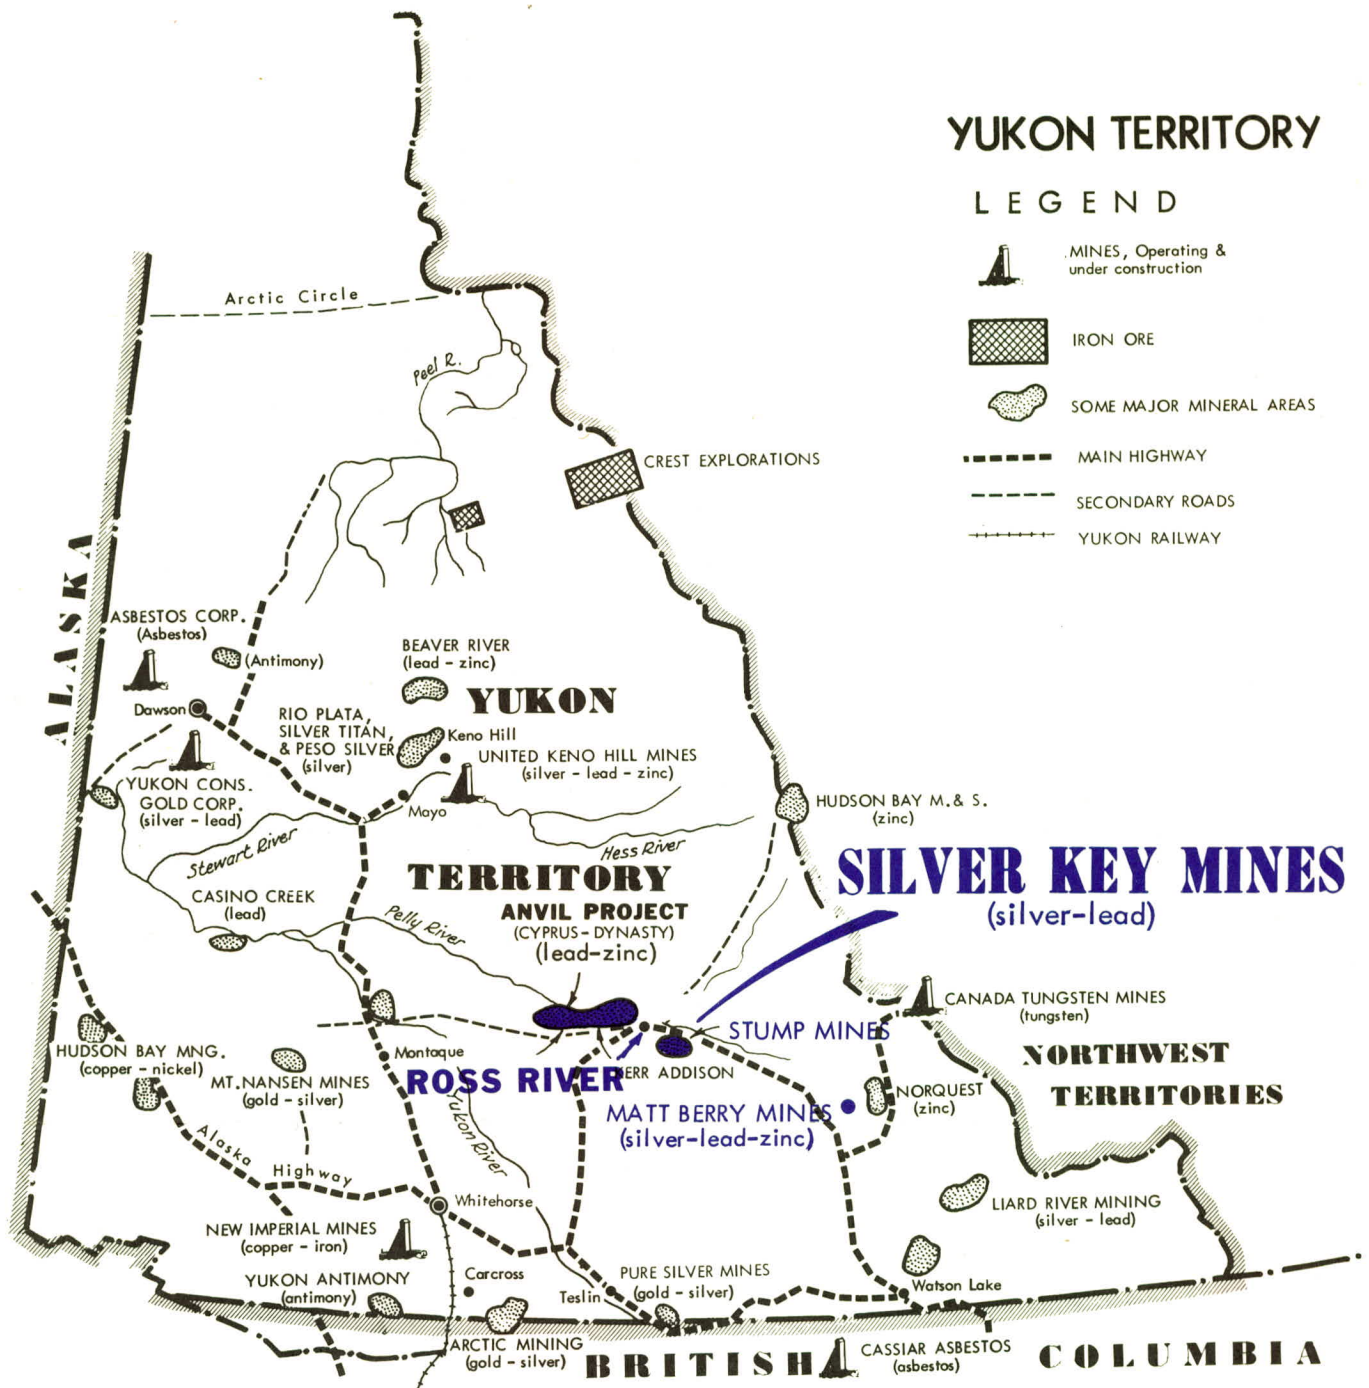 YUKON TERRITORY
LEGEND
MINES, Operating &
under construction
IRON ORE
SOME MAJOR MINERAL AREAS
MAIN HIGHWAY
SECONDARY ROADS
YUKON RAILWAY
Arctic Circle
Peel R.
CREST EXPLORATIONS
ALASKA
ASBESTOS CORP.
(Asbestos)
(Antimony)
BEAVER RIVER
(lead - zinc)
YUKON
Dawson
RIO PLATA,
SILVER TITAN,
& PESO SILVER
(silver)
Keno Hill
UNITED KENO HILL MINES
(silver - lead - zinc)
YUKON CONS.
GOLD CORP.
(silver - lead)
Mayo
HUDSON BAY M. & S.
(zinc)
Stewart River
Hess River
SILVER KEY MINES
(silver-lead)
TERRITORY
CASINO CREEK
(lead)
ANVIL PROJECT
(CYPRUS - DYNASTY)
(lead-zinc)
Pelly River
CANADA TUNGSTEN MINES
(tungsten)
STUMP MINES
HUDSON BAY MNG.
(copper - nickel)
Montaque
NORTHWEST
TERRITORIES
MT. NANSEN MINES
(gold - silver)
ROSS RIVER
ERR ADDISON
NORQUEST
(zinc)
MATT BERRY MINES
(silver-lead-zinc)
Yukon River
Alaska
Highway
Whitehorse
LIARD RIVER MINING
(silver - lead)
NEW IMPERIAL MINES
(copper - iron)
YUKON ANTIMONY
(antimony)
Carcross
PURE SILVER MINES
(gold - silver)
Teslin
Watson Lake
ARCTIC MINING
(gold - silver)
CASSIAR ASBESTOS
(asbestos)
BRITISH COLUMBIA